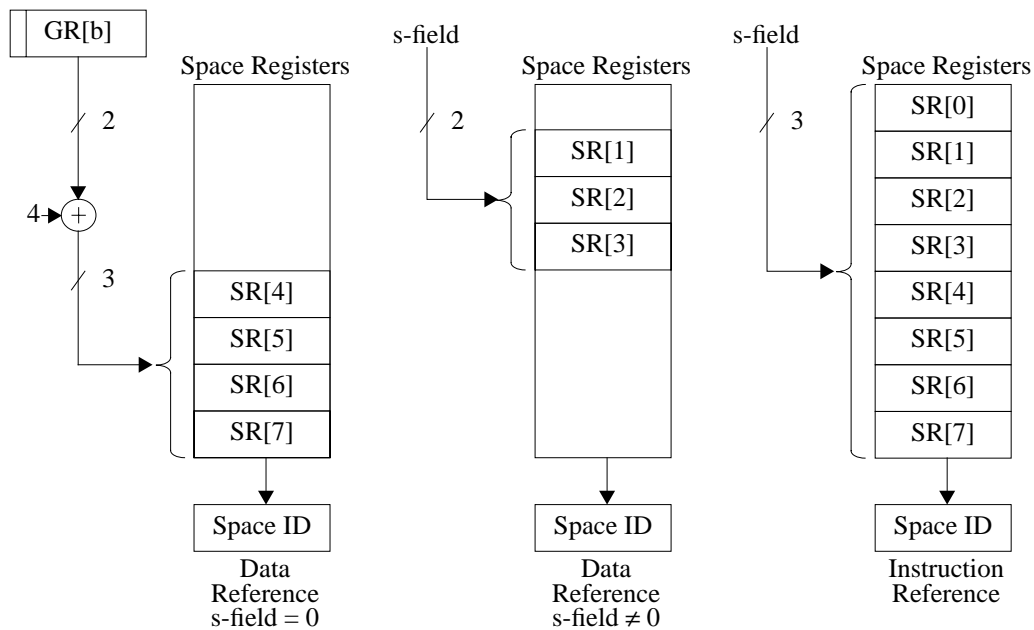 GR[b]
2
4
+
3
Space Registers
SR[4]
SR[5]
SR[6]
SR[7]
Space ID
Data
Reference
s-field = 0
s-field
2
Space Registers
SR[1]
SR[2]
SR[3]
Space ID
Data
Reference
s-field ≠ 0
s-field
3
Space Registers
SR[0]
SR[1]
SR[2]
SR[3]
SR[4]
SR[5]
SR[6]
SR[7]
Space ID
Instruction
Reference